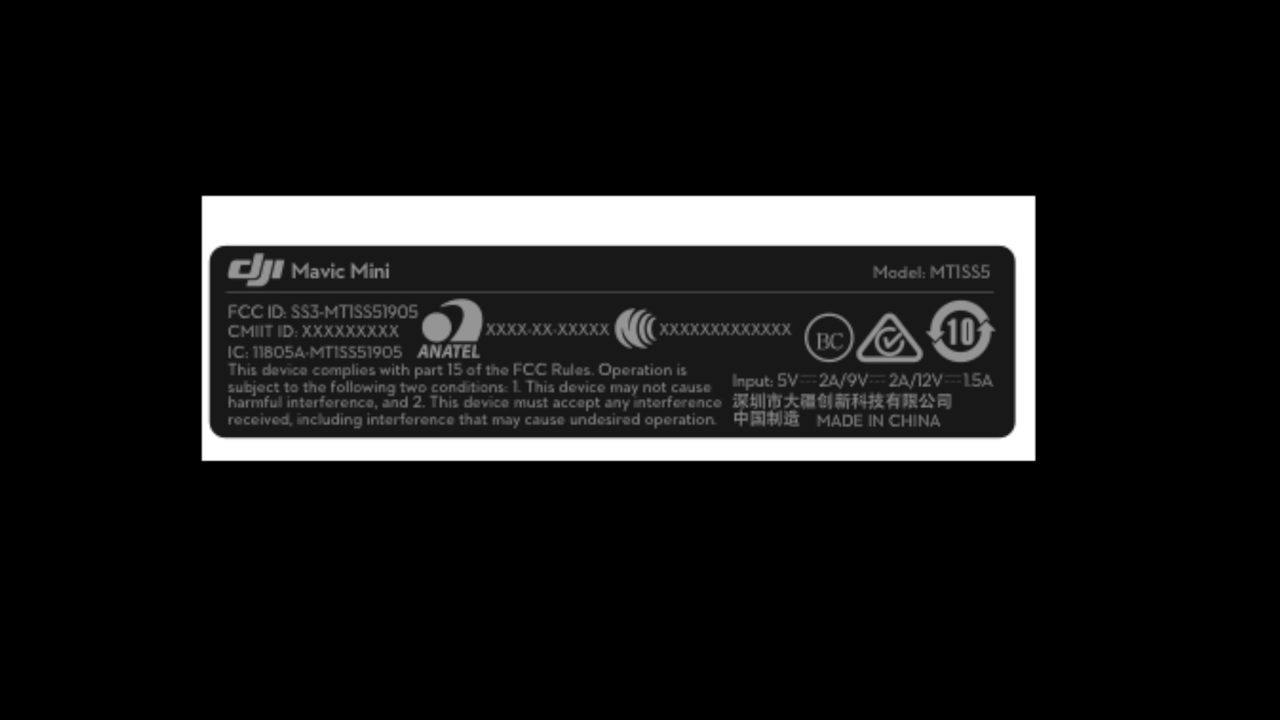 dji Mavic Mini Model: MT1SS5
FCC ID: SS3-MT1SS51905
CMIIT ID: XXXXXXXXX
IC: 11805A-MT1SS51905
ANATEL XXXX-XX-XXXXX XXXXXXXXXXXXX BC 10
This device complies with part 15 of the FCC Rules. Operation is
subject to the following two conditions: 1. This device may not cause
harmful interference, and 2. This device must accept any interference
received, including interference that may cause undesired operation.
Input: 5V⎓2A/9V⎓2A/12V⎓1.5A
深圳市大疆创新科技有限公司
中国制造 MADE IN CHINA